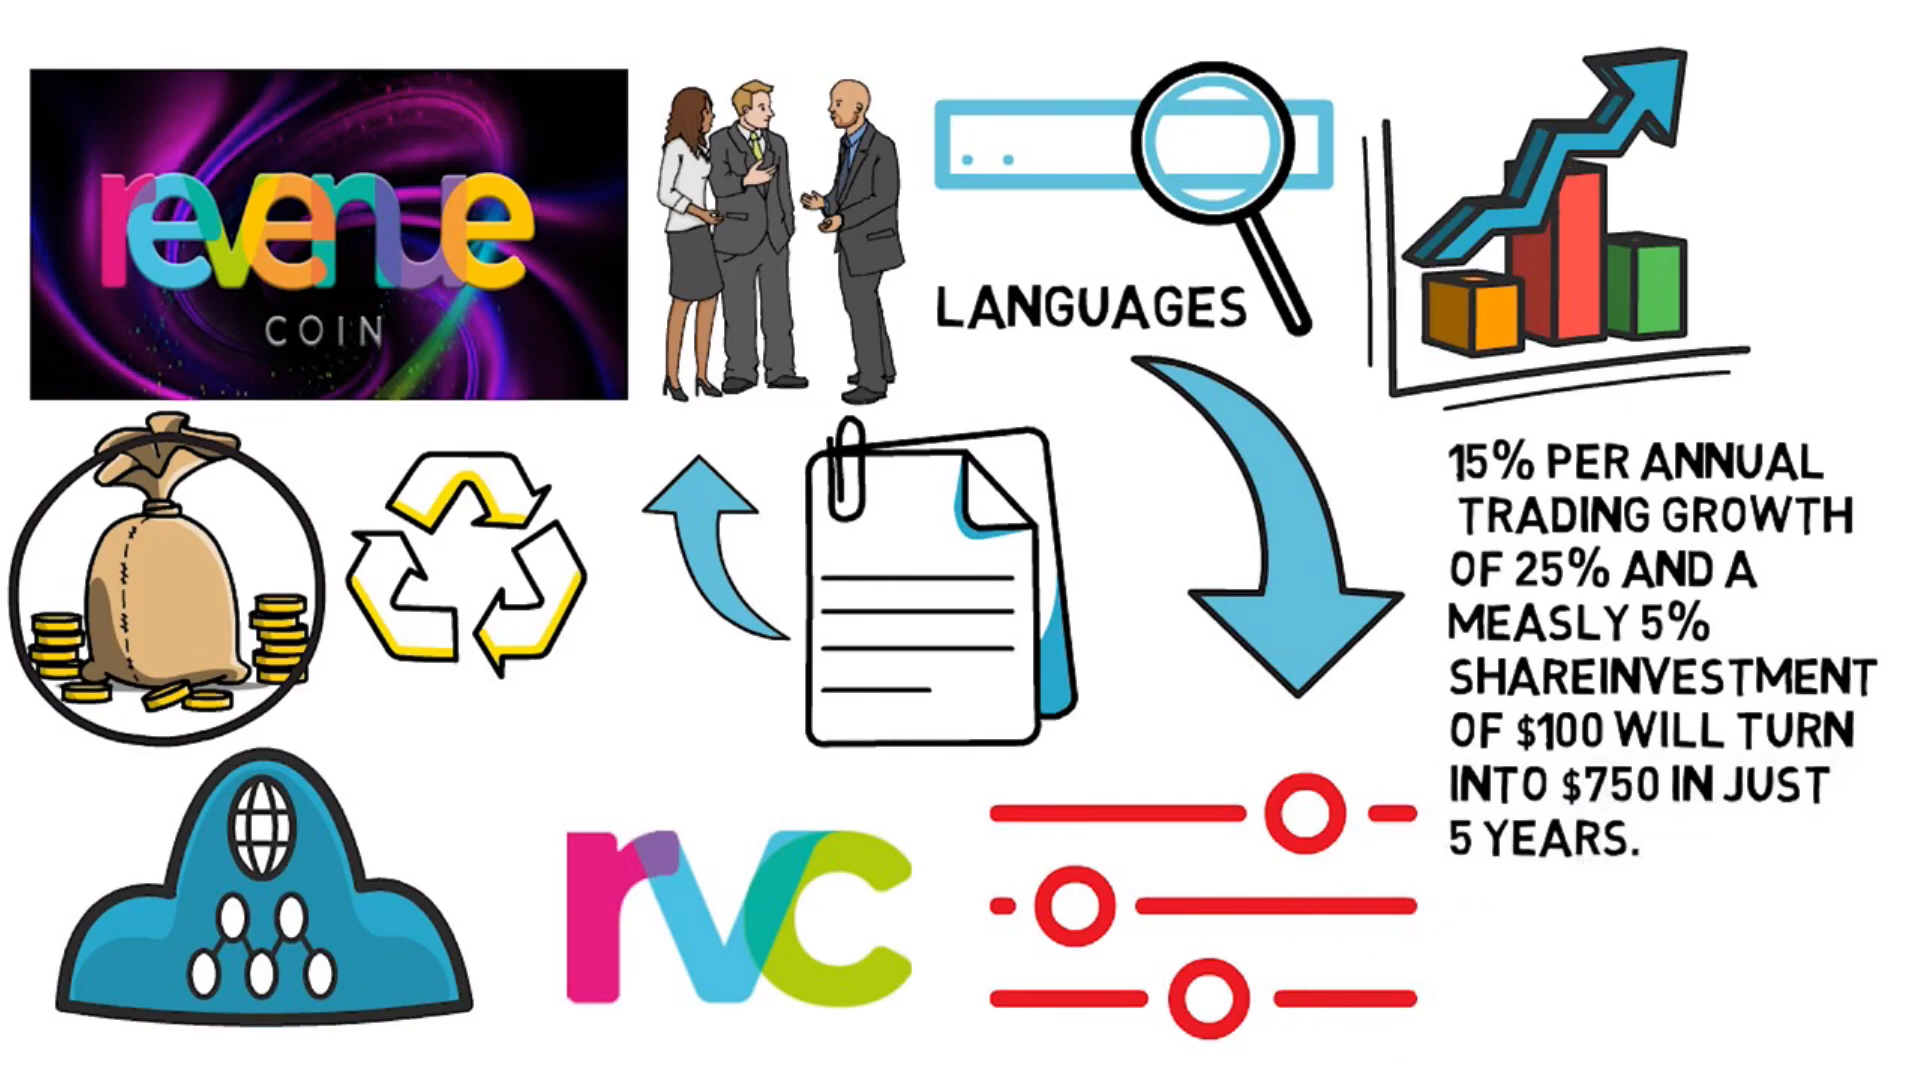 revenue
COIN
LANGUAGES
15% PER ANNUAL
TRADING GROWTH
OF 25% AND A
MEASLY 5%
SHAREINVESTMENT
OF $100 WILL TURN
INTO $750 IN JUST
5 YEARS.
rvc